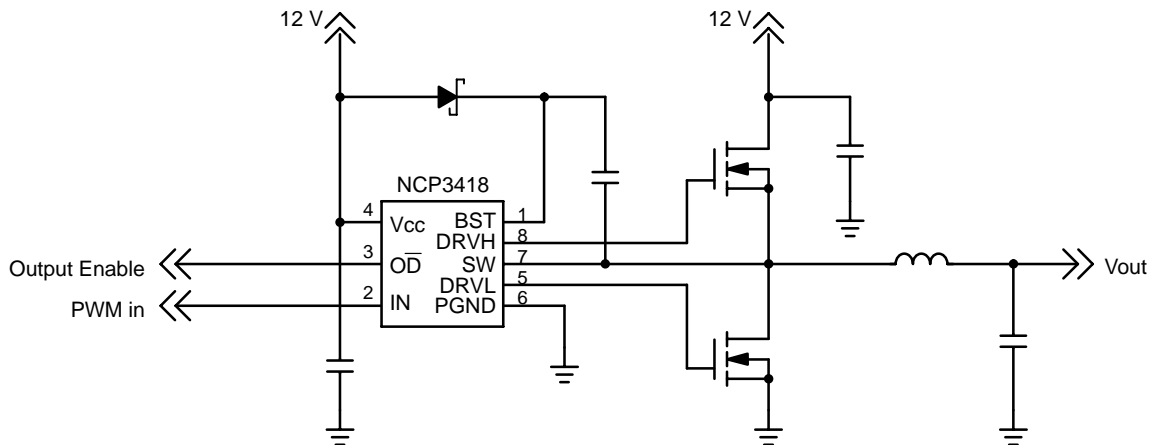 12 V
12 V
NCP3418
4
Vcc
BST
1
DRVH
8
Output Enable
3
OD̅
SW
7
Vout
DRVL
5
PWM in
2
IN
PGND
6